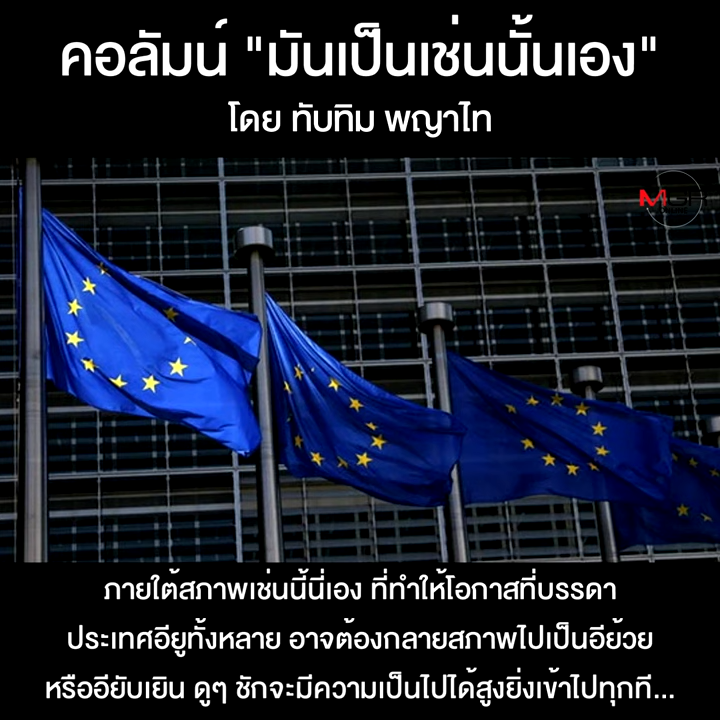 คอลัมน์ "มันเป็นเช่นนั้นเอง"
โดย ทับทิม พญาไท
MGR
ภายใต้สภาพเช่นนี้นี่เอง ที่ทำให้โอกาสที่บรรดา
ประเทศอียูทั้งหลาย อาจต้องกลายสภาพไปเป็นอีย้วย
หรืออียับเยิน ดูๆ ชักจะมีความเป็นไปได้สูงยิ่งเข้าไปทุกที...